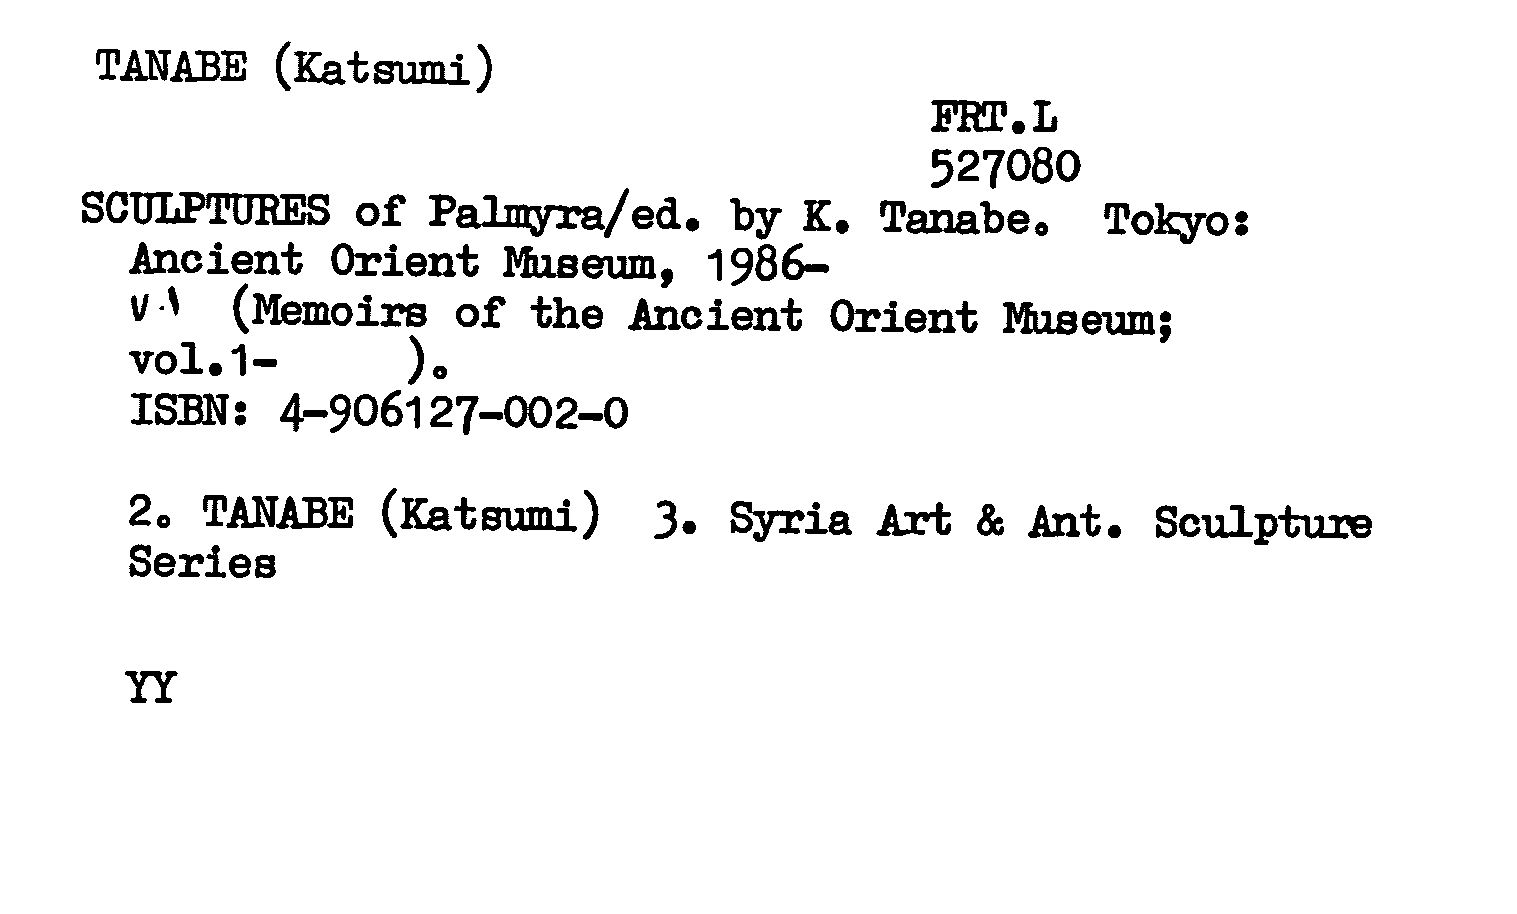 TANABE (Katsumi)
FRT.L
527080
SCULPTURES of Palmyra/ed. by K. Tanabe. Tokyo:
Ancient Orient Museum, 1986-
v.1 (Memoirs of the Ancient Orient Museum;
vol.1- ).
ISBN: 4-906127-002-0
2. TANABE (Katsumi) 3. Syria Art & Ant. Sculpture
Series
YY